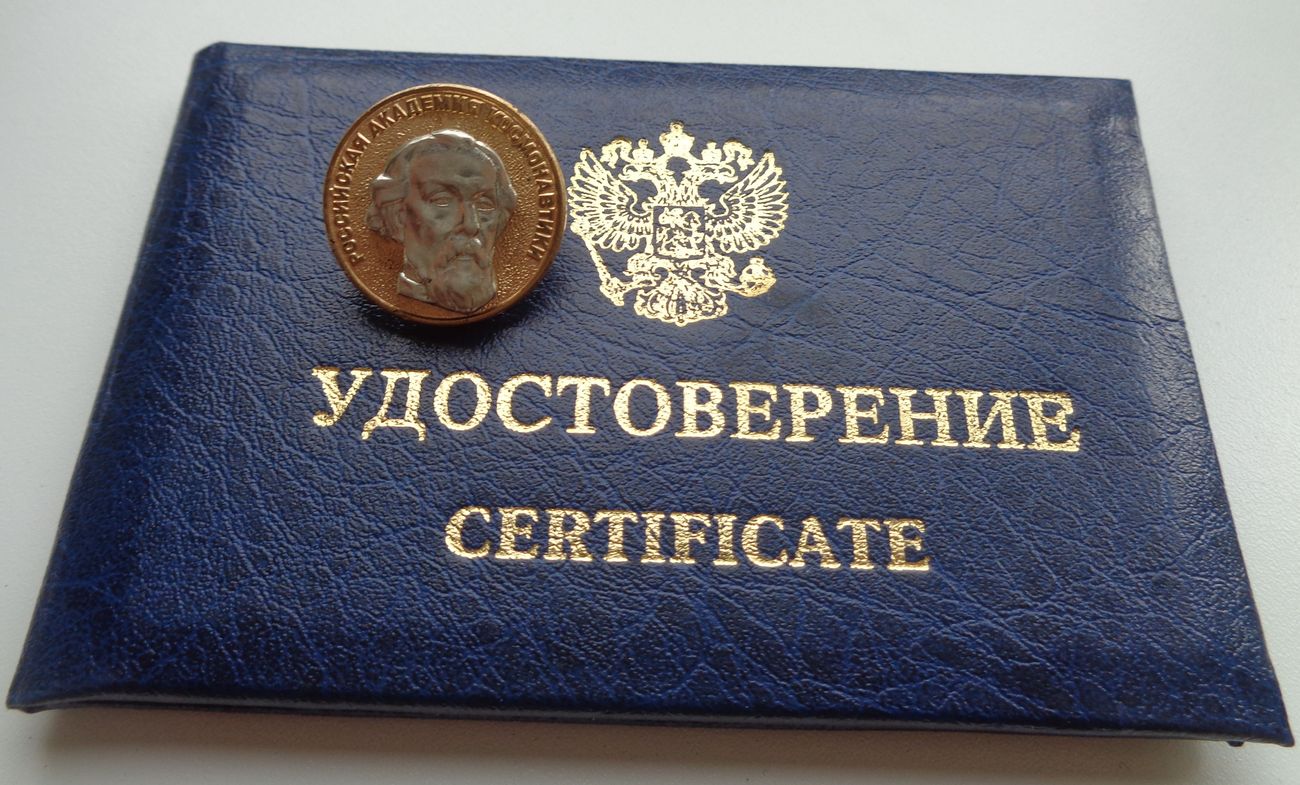 РОССИЙСКАЯ АКАДЕМИЯ КОСМОНАВТИКИ
УДОСТОВЕРЕНИЕ
CERTIFICATE